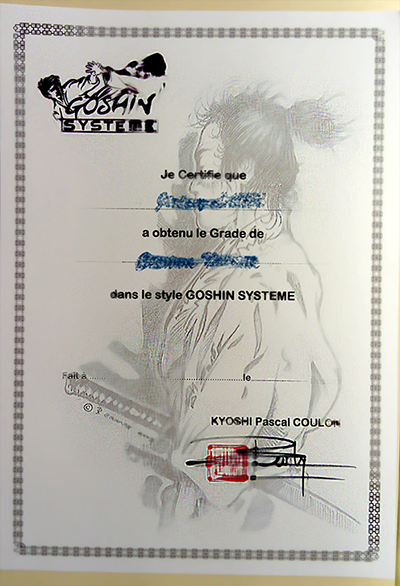 GOSHIN
SYSTEME
Je Certifie que
a obtenu le Grade de
dans le style GOSHIN SYSTEME
Fait à le
KYOSHI Pascal COULON